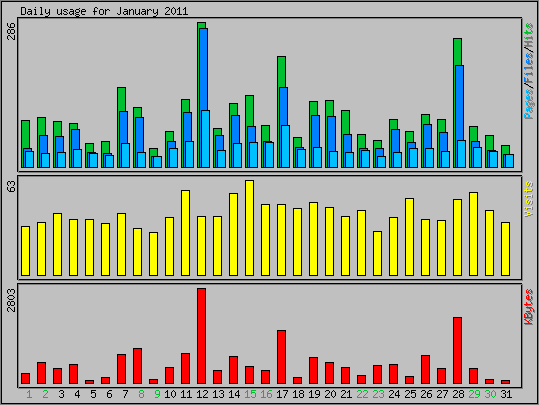 Daily usage for January 2011
286
Pages/Files/Hits
63
Visits
2803
KBytes
1 2 3 4 5 6 7 8 9 10 11 12 13 14 15 16 17 18 19 20 21 22 23 24 25 26 27 28 29 30 31